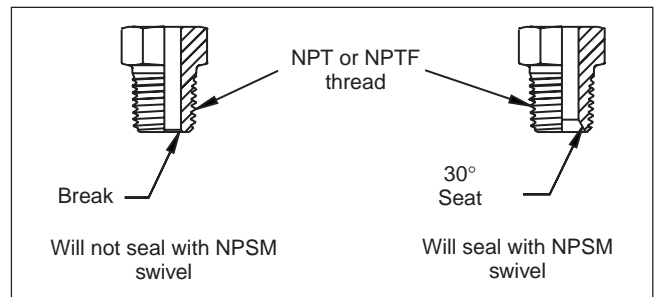 NPT or NPTF
thread
Break
30°
Seat
Will not seal with NPSM
swivel
Will seal with NPSM
swivel